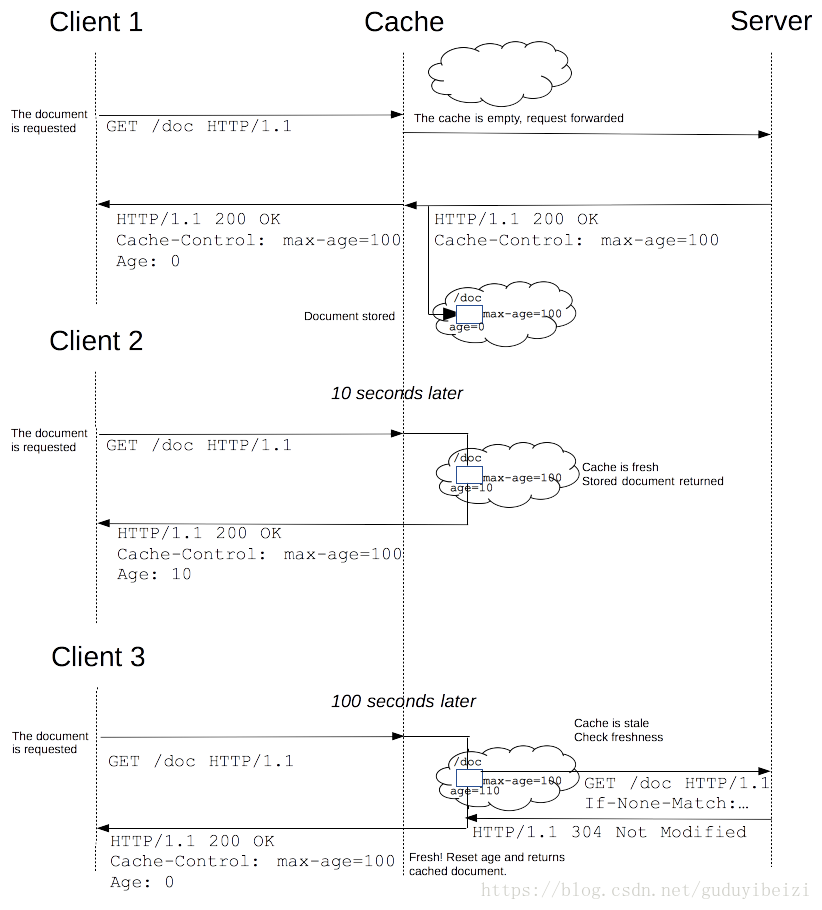 Client 1
Cache
Server
The document
is requested
GET /doc HTTP/1.1
The cache is empty, request forwarded
HTTP/1.1 200 OK
Cache-Control: max-age=100
Age: 0
HTTP/1.1 200 OK
Cache-Control: max-age=100
Document stored
/doc
max-age=100
age=0
Client 2
10 seconds later
The document
is requested
GET /doc HTTP/1.1
/doc
max-age=100
age=10
Cache is fresh
Stored document returned
HTTP/1.1 200 OK
Cache-Control: max-age=100
Age: 10
Client 3
100 seconds later
The document
is requested
GET /doc HTTP/1.1
Cache is stale
Check freshness
/doc
max-age=100
age=110
GET /doc HTTP/1.1
If-None-Match:…
HTTP/1.1 304 Not Modified
HTTP/1.1 200 OK
Cache-Control: max-age=100
Age: 0
Fresh! Reset age and returns
cached document.
https://blog.csdn.net/guduyibeizi